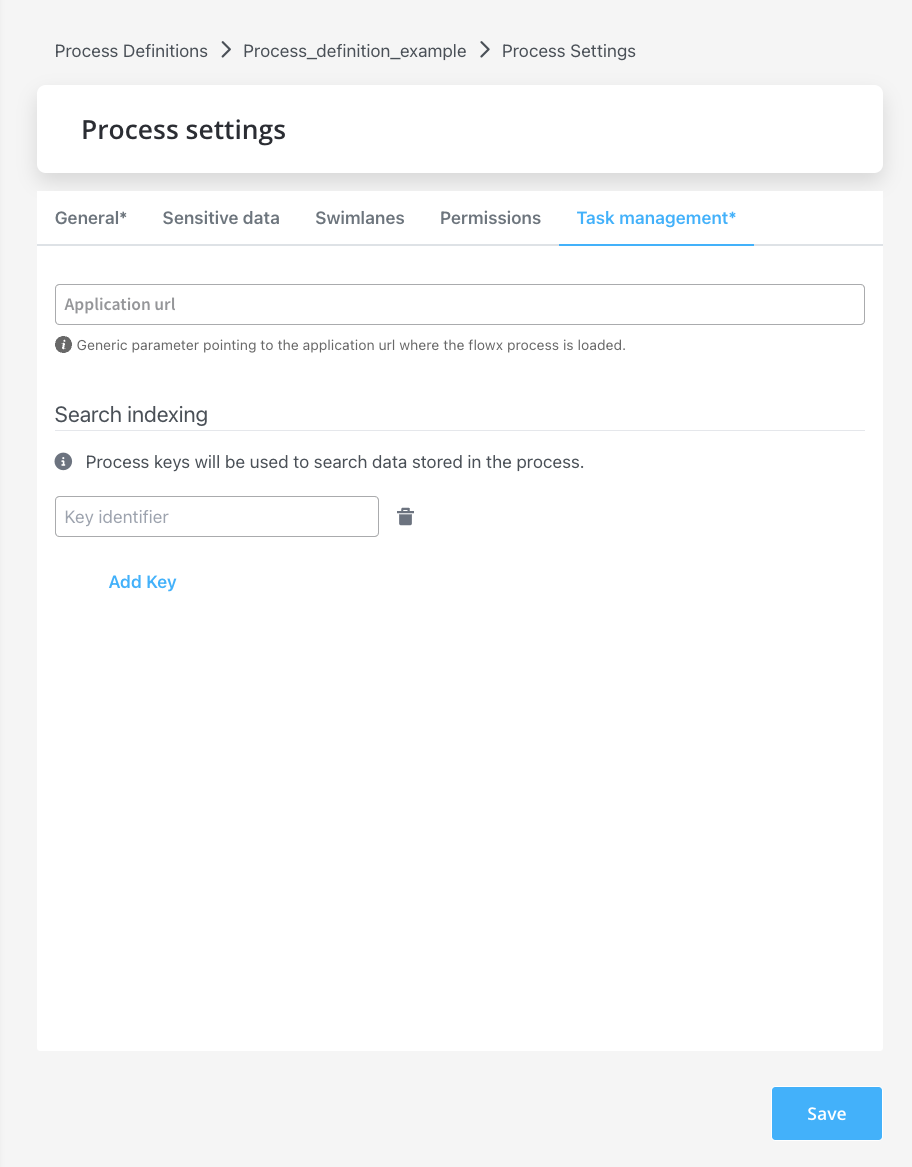 Process Definitions > Process_definition_example > Process Settings
Process settings
General* Sensitive data Swimlanes Permissions Task management*
Application url
Generic parameter pointing to the application url where the flowx process is loaded.
Search indexing
Process keys will be used to search data stored in the process.
Key identifier
Add Key
Save